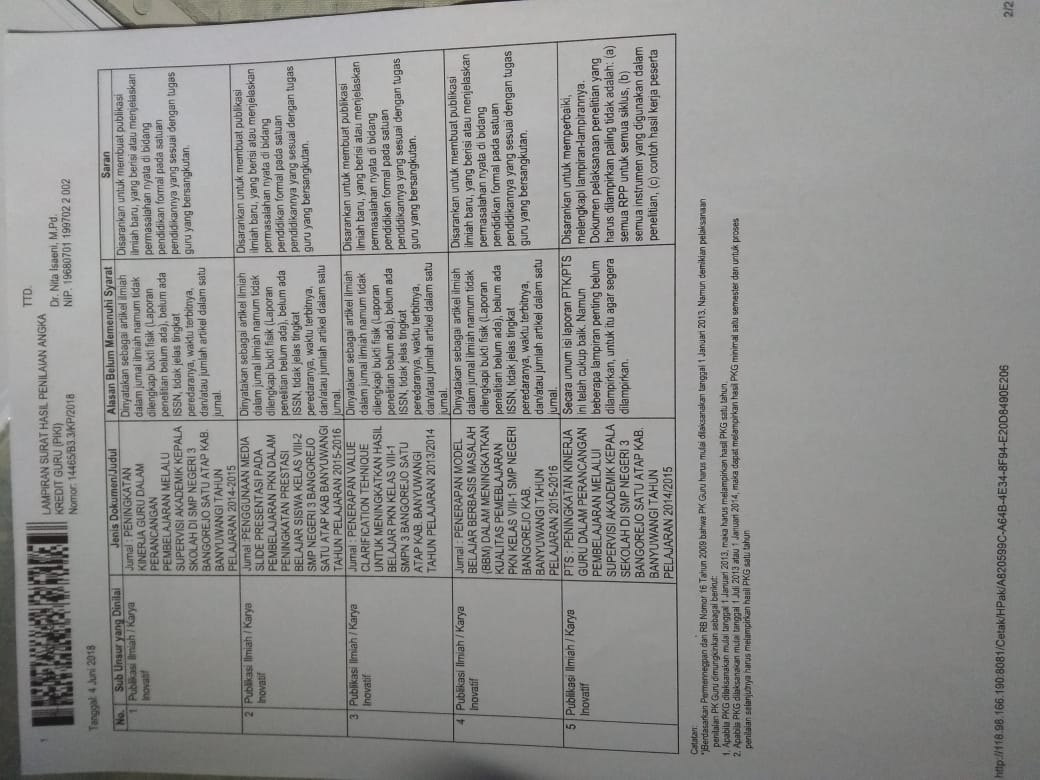 1
TTD.
LAMPIRAN SURAT HASIL PENILAIAN ANGKA
KREDIT GURU (PIKI)
Nomor: 14465/B3.3/KP/2018
Dr. Nita Isaeni, M.Pd.
NIP. 19680701 199702 2 002
Tanggal: 4 Juni 2018
No. Sub Unsur yang Dinilai Jenis Dokumen/Judul Alasan Belum Memenuhi Syarat Saran
1 Publikasi Ilmiah / Karya
Inovatif
Jurnal : PENINGKATAN
KINERJA GURU DALAM
PERANCANGAN
PEMBELAJARAN MELALU
SUPERVISI AKADEMIK KEPALA
SKOLAH DI SMP NEGERI 3
BANGOREJO SATU ATAP KAB.
BANYUWANGI TAHUN
PELAJARAN 2014-2015
Dinyatakan sebagai artikel ilmiah
dalam jurnal ilmiah namum tidak
dilengkapi bukti fisik (Laporan
penelitian belum ada), belum ada
ISSN, tidak jelas tingkat
peredaranya, waktu terbitnya,
dan/atau jumlah artikel dalam satu
jurnal.
Disarankan untuk membuat publikasi
ilmiah baru, yang berisi atau menjelaskan
permasalahan nyata di bidang
pendidikan formal pada satuan
pendidikannya yang sesuai dengan tugas
guru yang bersangkutan.
2 Publikasi Ilmiah / Karya
Inovatif
Jurnal :PENGGUNAAN MEDIA
SLIDE PRESENTASI PADA
PEMBELAJARAN PKN DALAM
PENINGKATAN PRESTASI
BELAJAR SISWA KELAS VIII-2
SMP NEGERI 3 BANGOREJO
SATU ATAP KAB BANYUWANGI
TAHUN PELAJARAN 2015-2016
Dinyatakan sebagai artikel ilmiah
dalam jurnal ilmiah namum tidak
dilengkapi bukti fisik (Laporan
penelitian belum ada), belum ada
ISSN, tidak jelas tingkat
peredaranya, waktu terbitnya,
dan/atau jumlah artikel dalam satu
jurnal.
Disarankan untuk membuat publikasi
ilmiah baru, yang berisi atau menjelaskan
permasalahan nyata di bidang
pendidikan formal pada satuan
pendidikannya yang sesuai dengan tugas
guru yang bersangkutan.
3 Publikasi Ilmiah / Karya
Inovatif
Jurnal : PENERAPAN VALUE
CLARIFICATION TEHNIQUE
UNTUK MENINGKATKAN HASIL
BELAJAR PKN KELAS VIII-1
SMPN 3 BANGOREJO SATU
ATAP KAB. BANYUWANGI
TAHUN PELAJARAN 2013/2014
Dinyatakan sebagai artikel ilmiah
dalam jurnal ilmiah namum tidak
dilengkapi bukti fisik (Laporan
penelitian belum ada), belum ada
ISSN, tidak jelas tingkat
peredaranya, waktu terbitnya,
dan/atau jumlah artikel dalam satu
jurnal.
Disarankan untuk membuat publikasi
ilmiah baru, yang berisi atau menjelaskan
permasalahan nyata di bidang
pendidikan formal pada satuan
pendidikannya yang sesuai dengan tugas
guru yang bersangkutan.
4 Publikasi Ilmiah / Karya
Inovatif
Jurnal : PENERAPAN MODEL
BELAJAR BERBASIS MASALAH
(BBM) DALAM MENINGKATKAN
KUALITAS PEMEBLAJARAN
PKN KELAS VIII-1 SMP NEGERI
BANGOREJO KAB.
BANYUWANGI TAHUN
PELAJARAN 2015-2016
Dinyatakan sebagai artikel ilmiah
dalam jurnal ilmiah namum tidak
dilengkapi bukti fisik (Laporan
penelitian belum ada), belum ada
ISSN, tidak jelas tingkat
peredaranya, waktu terbitnya,
dan/atau jumlah artikel dalam satu
jurnal.
Disarankan untuk membuat publikasi
ilmiah baru, yang berisi atau menjelaskan
permasalahan nyata di bidang
pendidikan formal pada satuan
pendidikannya yang sesuai dengan tugas
guru yang bersangkutan.
5 Publikasi Ilmiah / Karya
Inovatif
PTS : PENINGKATAN KINERJA
GURU DALAM PERANCANGAN
PEMBELAJARAN MELALUI
SUPERVISI AKADEMIK KEPALA
SEKOLAH DI SMP NEGERI 3
BANGOREJO SATU ATAP KAB.
BANYUWANGI TAHUN
PELAJARAN 2014/2015
Secara umum isi laporan PTK/PTS
ini telah cukup baik. Namun
beberapa lampiran penting belum
dilampirkan, untuk itu agar segera
dilampirkan.
Disarankan untuk memperbaiki,
melengkapi lampiran-lampirannya.
Dokumen pelaksanaan penelitian yang
harus dilampirkan paling tidak adalah: (a)
semua RPP untuk semua siklus, (b)
semua instrumen yang digunakan dalam
penelitian, (c) contoh hasil kerja peserta
Catatan:
*)Berdasarkan Permennegpan dan RB Nomor 16 Tahun 2009 bahwa PK Guru harus mulai dilaksanakan tanggal 1 Januari 2013, Namun demikian pelaksanaan
penilaian PK Guru dimungkinkan sebagai berikut:
1. Apabila PKG dilaksanakan mulai tanggal 1 Januari 2013, maka harus melampirkan hasil PKG satu tahun.
2. Apabila PKG dilaksanakan mulai tanggal 1 Juli 2013 atau 1 Januari 2014, maka dapat melampirkan hasil PKG minimal satu semester dan untuk proses
penilaian selanjutnya harus melampirkan hasil PKG satu tahun
http://118.98.166.190:8081/Cetak/HPak/A820599C-A64B-4E34-8F94-E20D8490E206
2/2